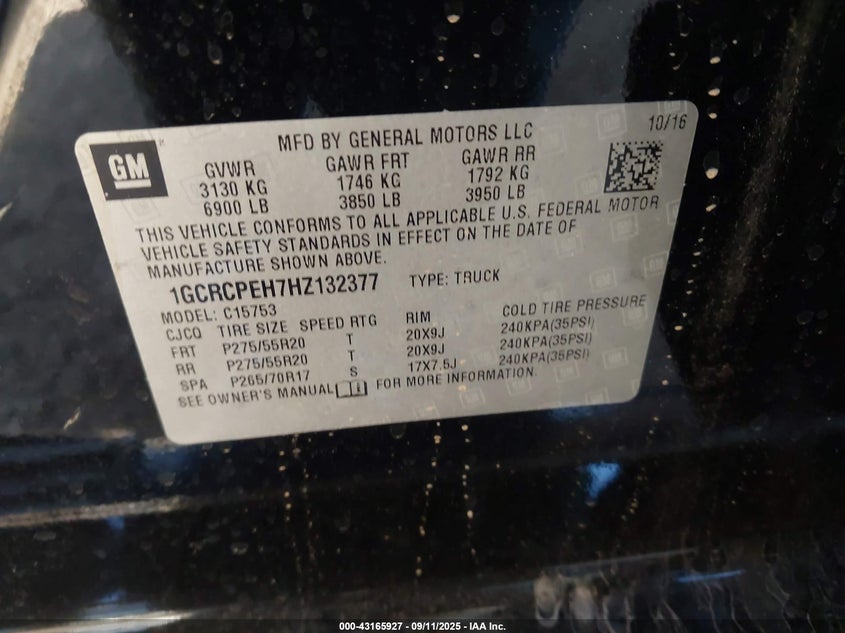 GM
MFD BY GENERAL MOTORS LLC
10/16
GVWR GAWR FRT GAWR RR
3130 KG 1746 KG 1792 KG
6900 LB 3850 LB 3950 LB
THIS VEHICLE CONFORMS TO ALL APPLICABLE U.S. FEDERAL MOTOR
VEHICLE SAFETY STANDARDS IN EFFECT ON THE DATE OF
MANUFACTURE SHOWN ABOVE.
1GCRCPEH7HZ132377 TYPE: TRUCK
MODEL: C15753
CJCQ TIRE SIZE SPEED RTG RIM COLD TIRE PRESSURE
FRT P275/55R20 T 20X9J 240KPA(35PSI)
RR P275/55R20 T 20X9J 240KPA(35PSI)
SPA P265/70R17 S 17X7.5J 240KPA(35PSI)
SEE OWNER'S MANUAL FOR MORE INFORMATION.
000-43165927 - 09/11/2025 - IAA Inc.